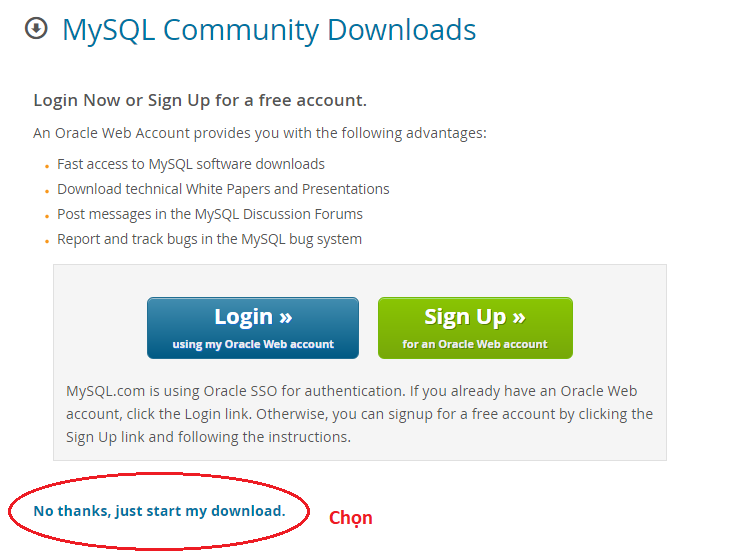 MySQL Community Downloads
Login Now or Sign Up for a free account.
An Oracle Web Account provides you with the following advantages:
Fast access to MySQL software downloads
Download technical White Papers and Presentations
Post messages in the MySQL Discussion Forums
Report and track bugs in the MySQL bug system
Login »
using my Oracle Web account
Sign Up »
for an Oracle Web account
MySQL.com is using Oracle SSO for authentication. If you already have an Oracle Web
account, click the Login link. Otherwise, you can signup for a free account by clicking the
Sign Up link and following the instructions.
No thanks, just start my download.
Chọn